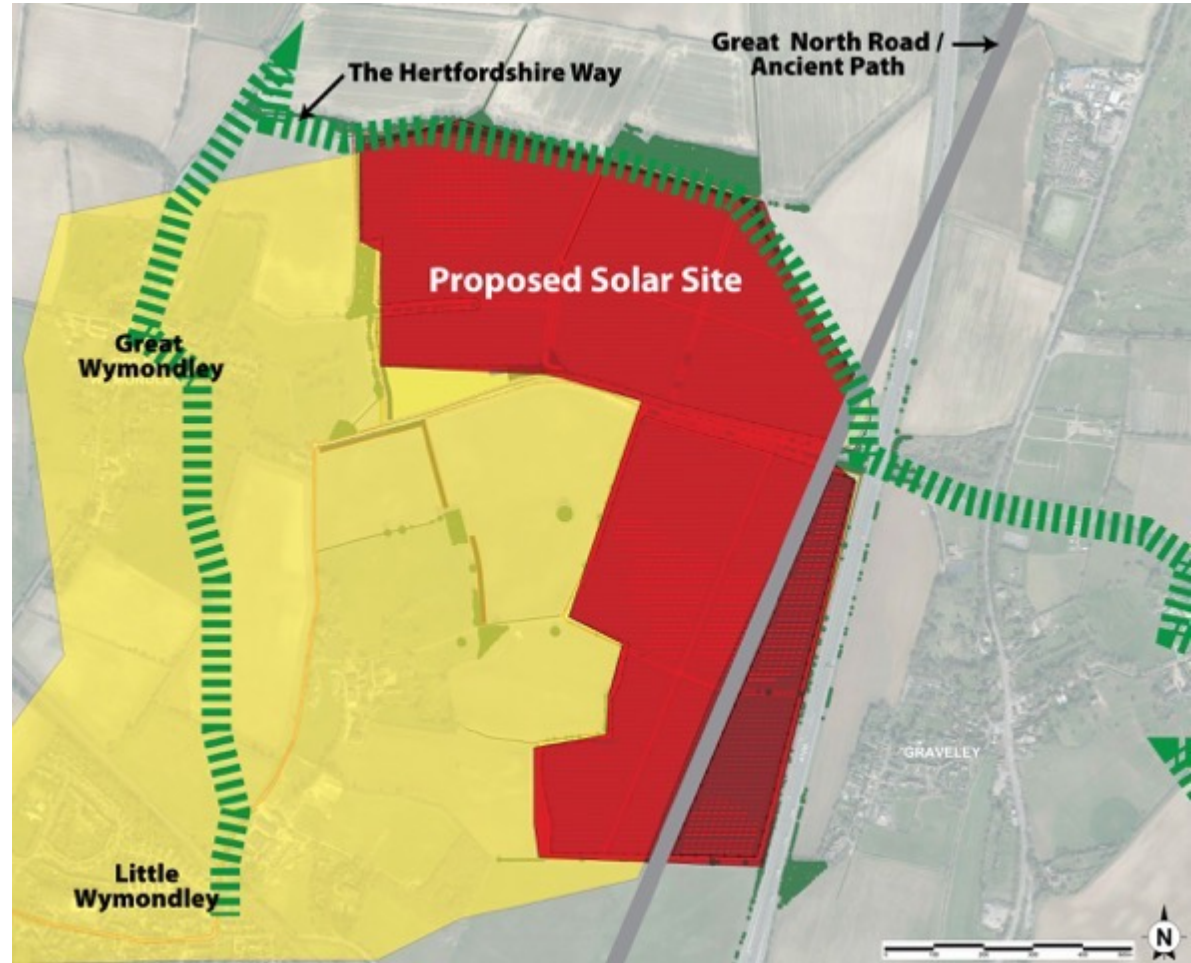 Great North Road /
Ancient Path
The Hertfordshire Way
Proposed Solar Site
Great
Wymondley
GRAVELEY
Little
Wymondley
N